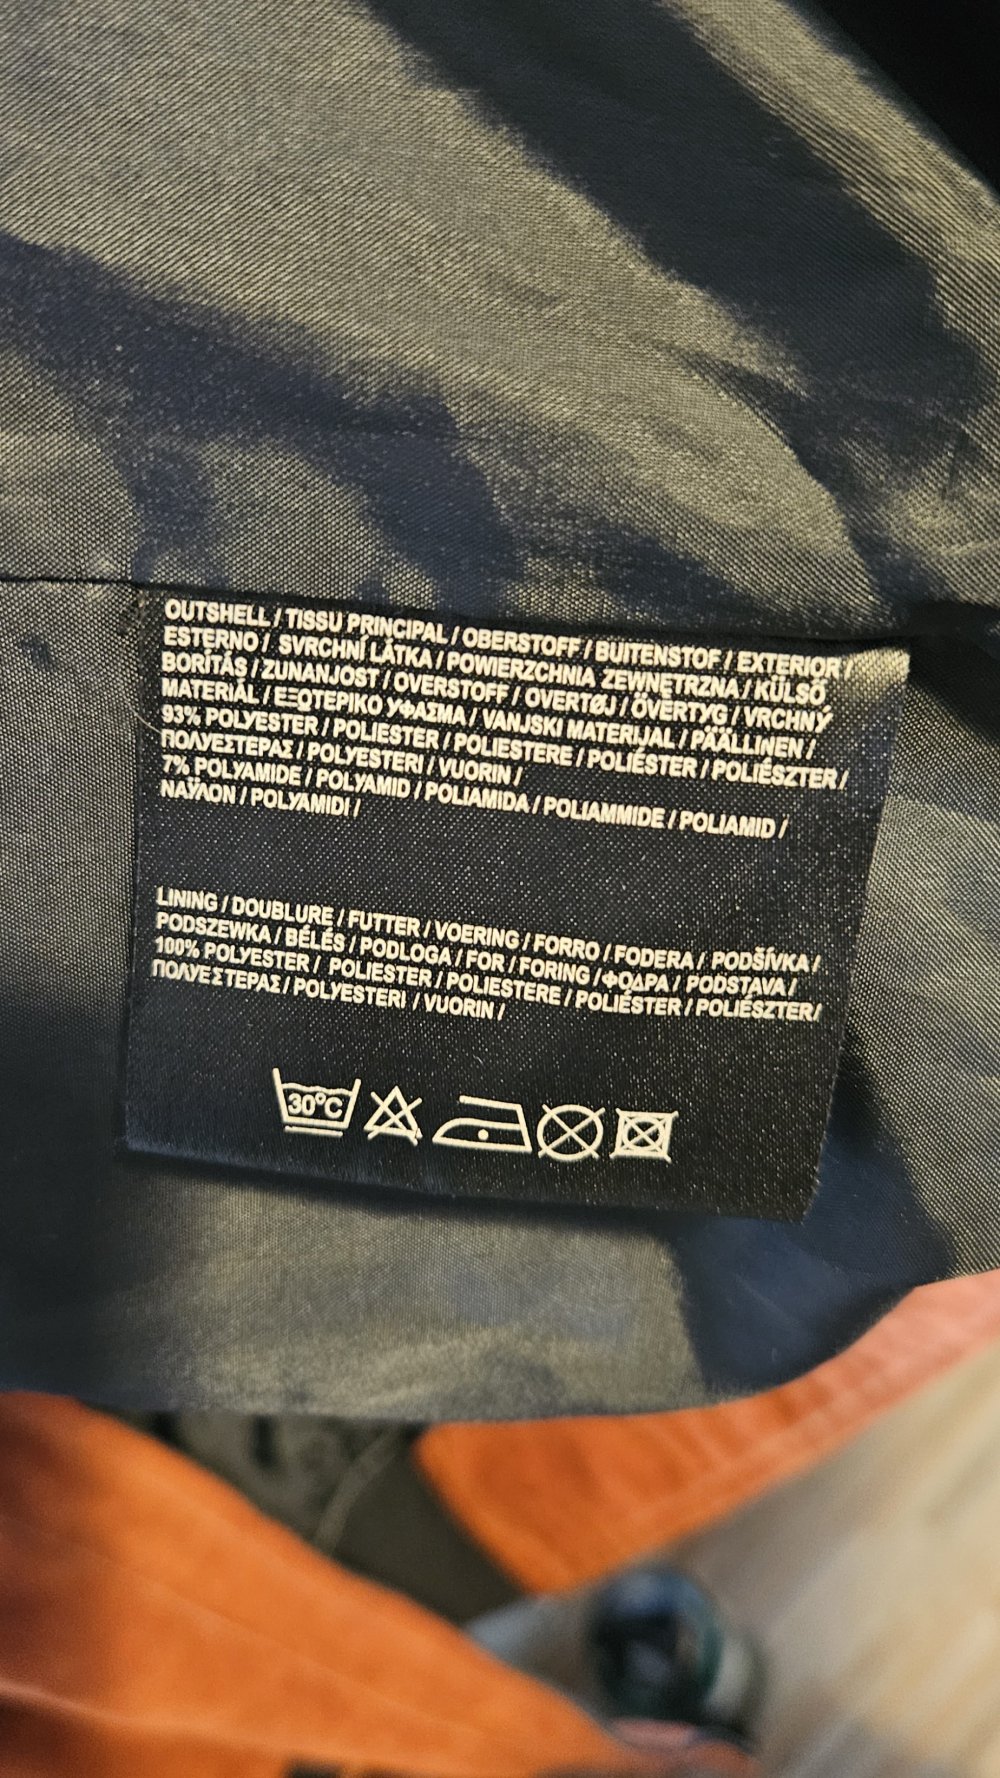 OUTSHELL / TISSU PRINCIPAL / OBERSTOFF / BUITENSTOF / EXTERIOR /
ESTERNO / SVRCHNÍ LÁTKA / POWIERZCHNIA ZEWNĘTRZNA / KÜLSŐ
BORÍTÁS / ZUNANJOST / OVERSTOFF / OVERTØJ / ÖVERTYG / VRCHNÝ
MATERIÁL / ΕΞΩΤΕΡΙΚΟ ΥΦΑΣΜΑ / VANJSKI MATERIJAL / PÄÄLLINEN /
93% POLYESTER / POLIESTER / POLIESTERE / POLIÉSTER / POLIÉSZTER /
ΠΟΛΥΕΣΤΕΡΑΣ / POLYESTERI / VUORIN /
7% POLYAMIDE / POLYAMID / POLIAMIDA / POLIAMMIDE / POLIAMID /
ΝΑΫΛΟΝ / POLYAMIDI /
LINING / DOUBLURE / FUTTER / VOERING / FORRO / FODERA / PODŠÍVKA /
PODSZEWKA / BÉLÉS / PODLOGA / FOR / FORING / ΦΟΔΡΑ / PODSTAVA /
100% POLYESTER / POLIESTER / POLIESTERE / POLIÉSTER / POLIÉSZTER /
ΠΟΛΥΕΣΤΕΡΑΣ / POLYESTERI / VUORIN /
30°C